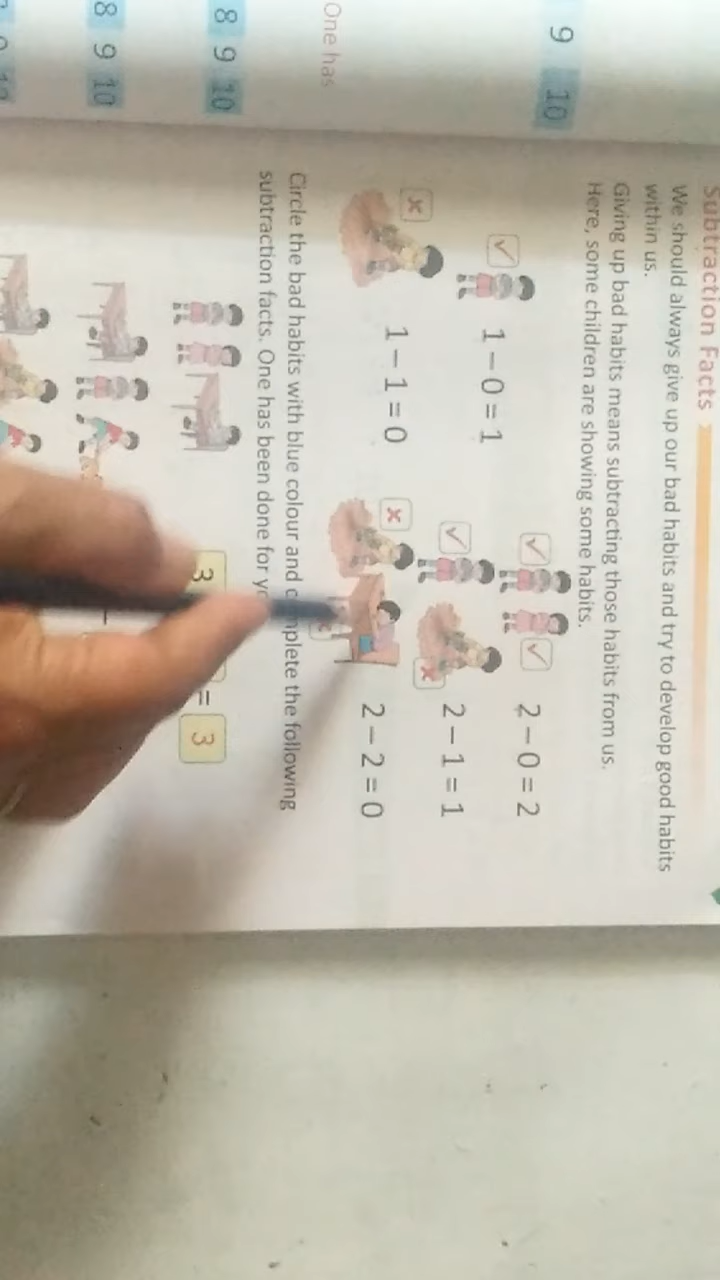 Subtraction Facts
We should always give up our bad habits and try to develop good habits
within us.
Giving up bad habits means subtracting those habits from us.
Here, some children are showing some habits.
1 – 0 = 1
2 – 0 = 2
1 – 1 = 0
2 – 1 = 1
2 – 2 = 0
Circle the bad habits with blue colour and the following
subtraction facts. One has been done for
3 = 3
9 10
One has
8 9 10
8 9 10